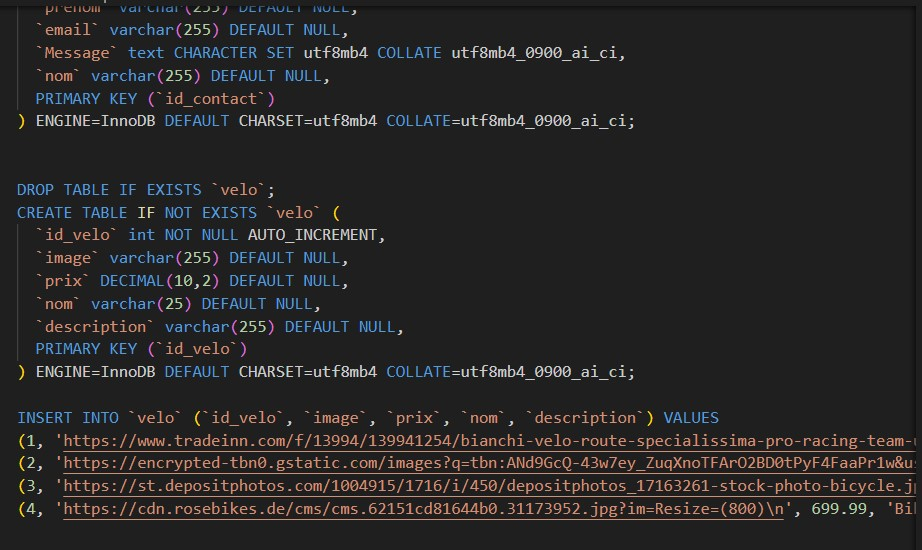 `prenom` varchar(255) DEFAULT NULL,
`email` varchar(255) DEFAULT NULL,
`Message` text CHARACTER SET utf8mb4 COLLATE utf8mb4_0900_ai_ci,
`nom` varchar(255) DEFAULT NULL,
PRIMARY KEY (`id_contact`)
) ENGINE=InnoDB DEFAULT CHARSET=utf8mb4 COLLATE=utf8mb4_0900_ai_ci;
DROP TABLE IF EXISTS `velo`;
CREATE TABLE IF NOT EXISTS `velo` (
`id_velo` int NOT NULL AUTO_INCREMENT,
`image` varchar(255) DEFAULT NULL,
`prix` DECIMAL(10,2) DEFAULT NULL,
`nom` varchar(25) DEFAULT NULL,
`description` varchar(255) DEFAULT NULL,
PRIMARY KEY (`id_velo`)
) ENGINE=InnoDB DEFAULT CHARSET=utf8mb4 COLLATE=utf8mb4_0900_ai_ci;
INSERT INTO `velo` (`id_velo`, `image`, `prix`, `nom`, `description`) VALUES
(1, 'https://www.tradeinn.com/f/13994/139941254/bianchi-velo-route-specialissima-pro-racing-team-
(2, 'https://encrypted-tbn0.gstatic.com/images?q=tbn:ANd9GcQ-43w7ey_ZuqXnoTFArO2BD0tPyF4FaaPr1w&u
(3, 'https://st.depositphotos.com/1004915/1716/i/450/depositphotos_17163261-stock-photo-bicycle.j
(4, 'https://cdn.rosebikes.de/cms/cms.62151cd81644b0.31173952.jpg?im=Resize=(800)\n', 699.99, 'Bi